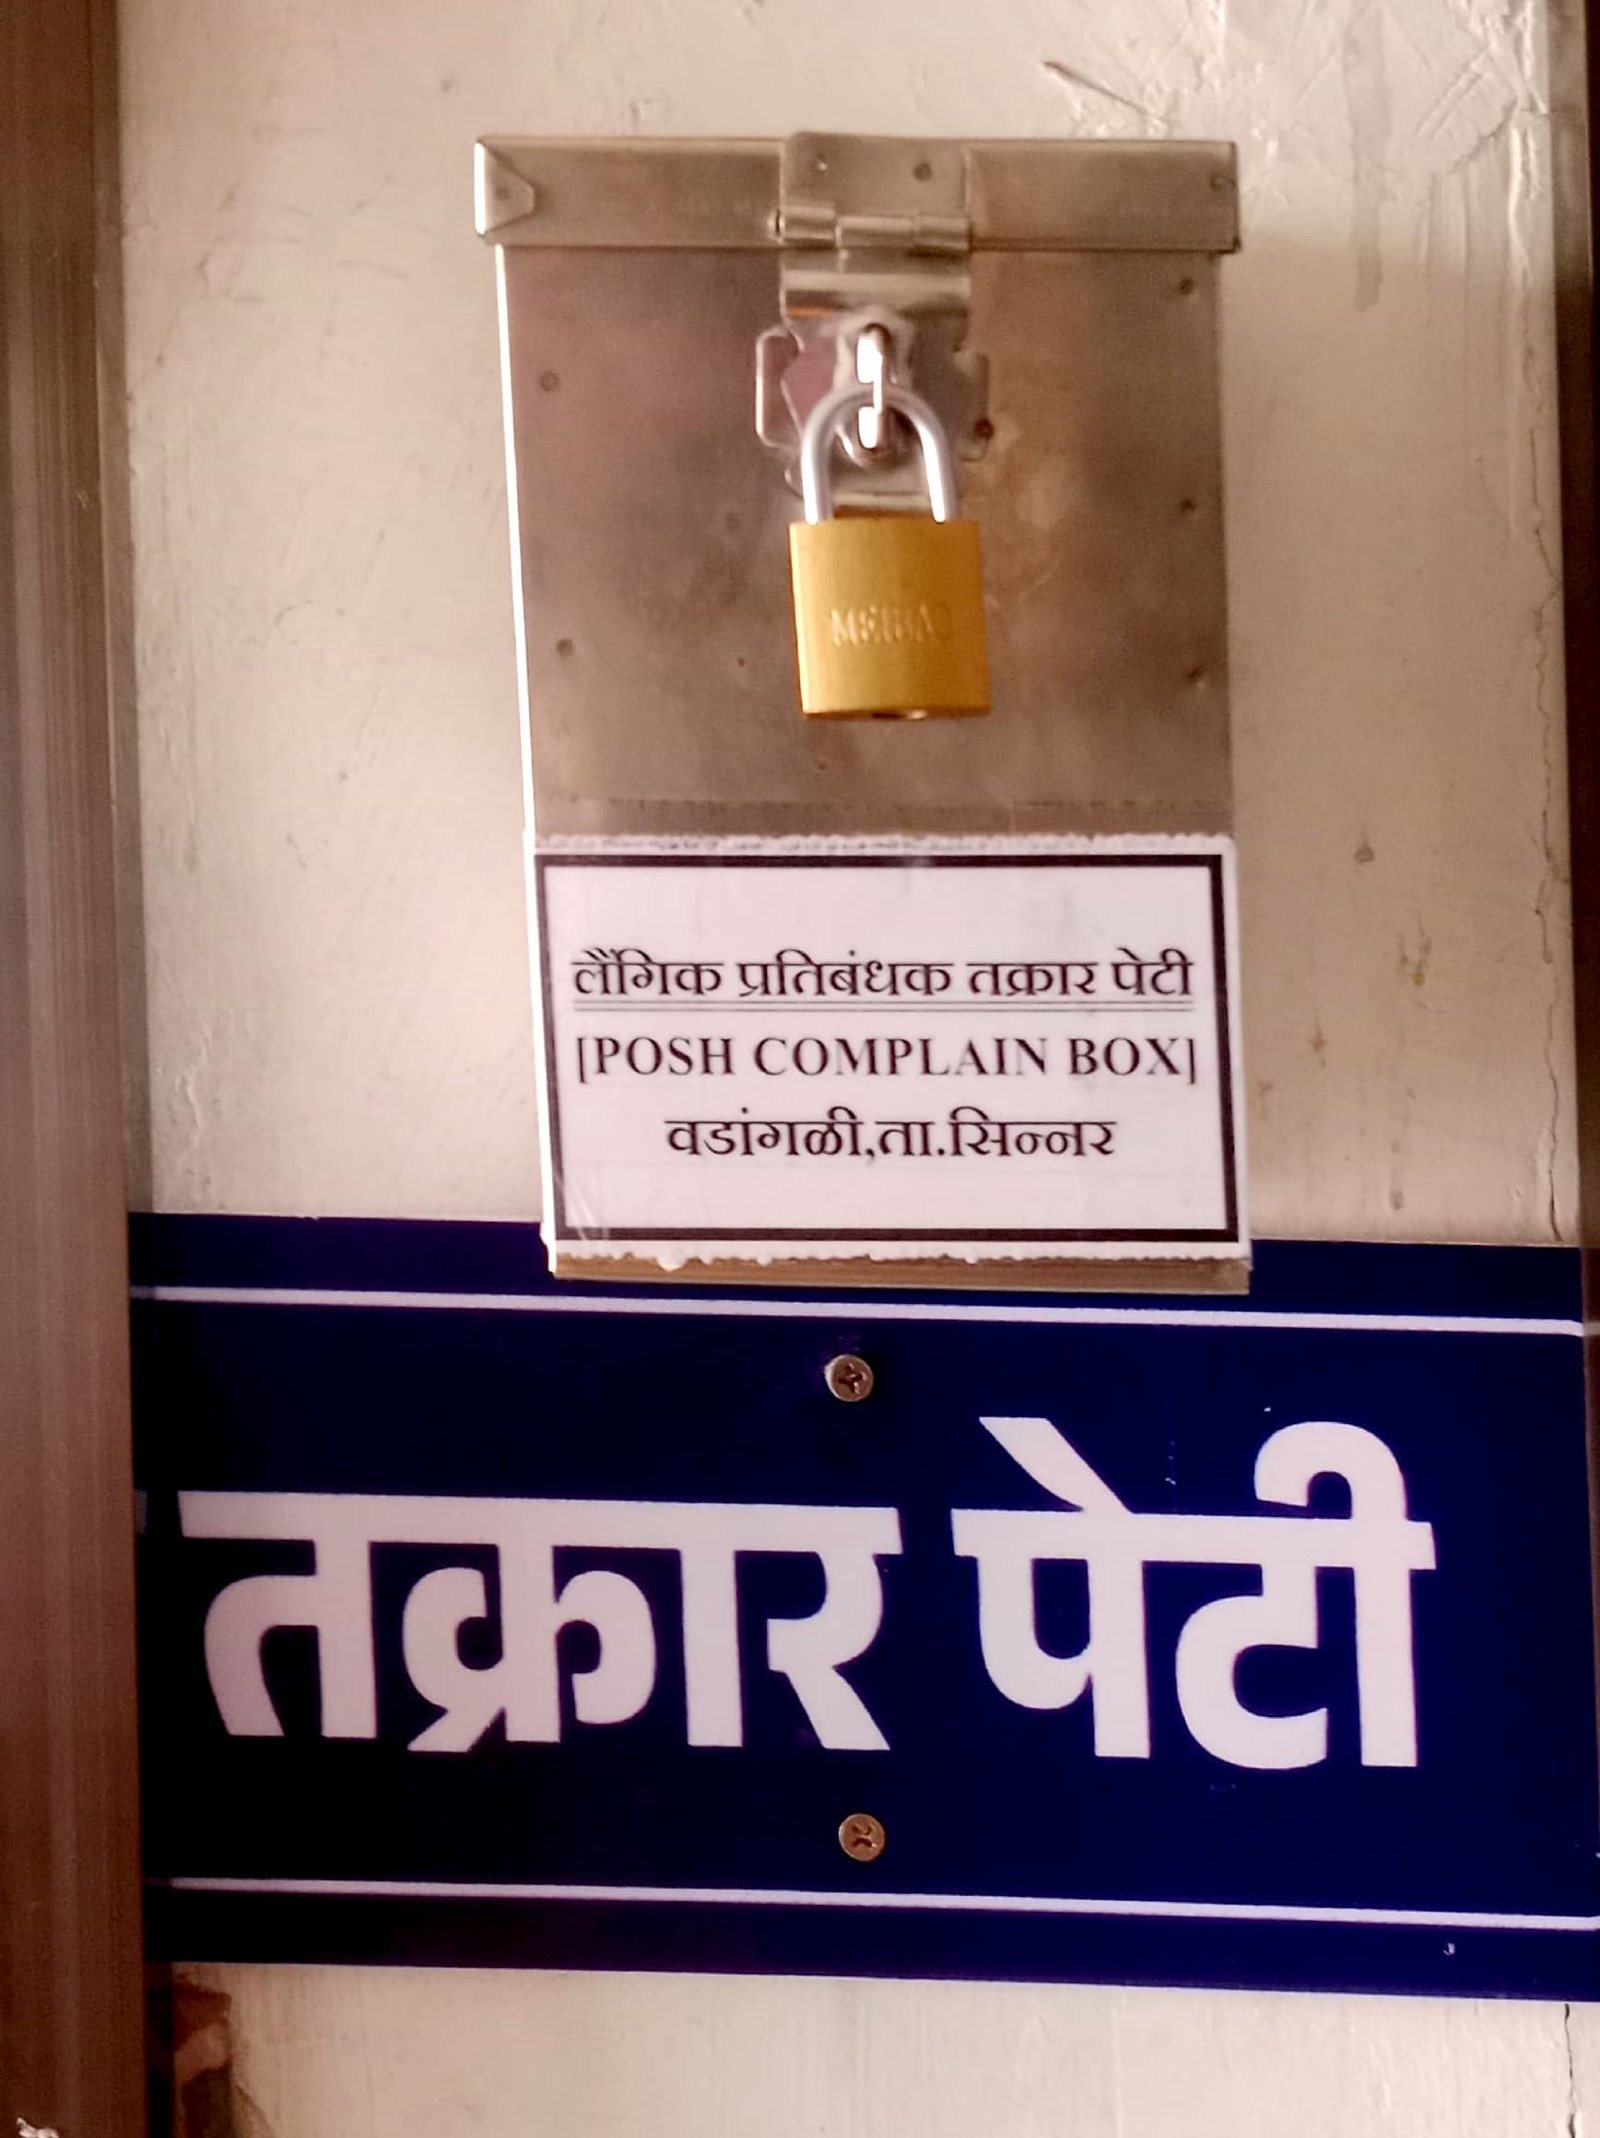 लैंगिक प्रतिबंधक तक्रार पेटी
[POSH COMPLAIN BOX]
वडांगळी,ता.सिन्नर
तक्रार पेटी